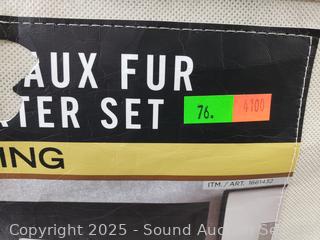 AUX FUR
TER SET
76.
4100
ING
ITM. / ART. 1661432
Copyright © 2025 - Sound Auction Se